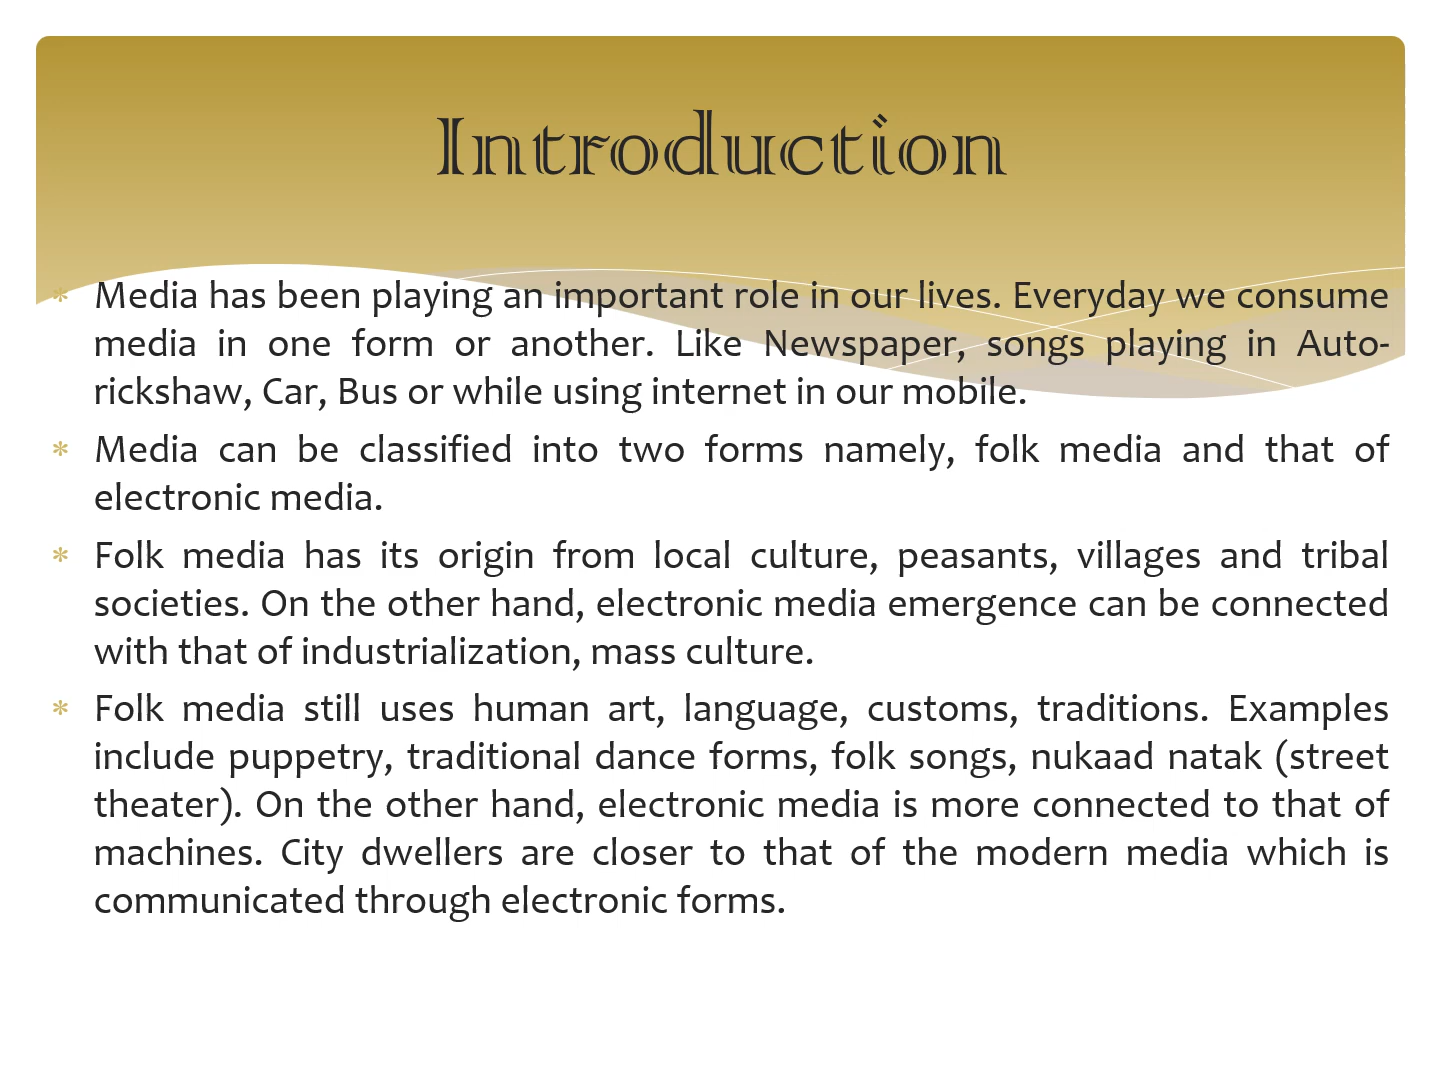 Introduction
* Media has been playing an important role in our lives. Everyday we consume
media in one form or another. Like Newspaper, songs playing in Auto-
rickshaw, Car, Bus or while using internet in our mobile.
* Media can be classified into two forms namely, folk media and that of
electronic media.
* Folk media has its origin from local culture, peasants, villages and tribal
societies. On the other hand, electronic media emergence can be connected
with that of industrialization, mass culture.
* Folk media still uses human art, language, customs, traditions. Examples
include puppetry, traditional dance forms, folk songs, nukaad natak (street
theater). On the other hand, electronic media is more connected to that of
machines. City dwellers are closer to that of the modern media which is
communicated through electronic forms.